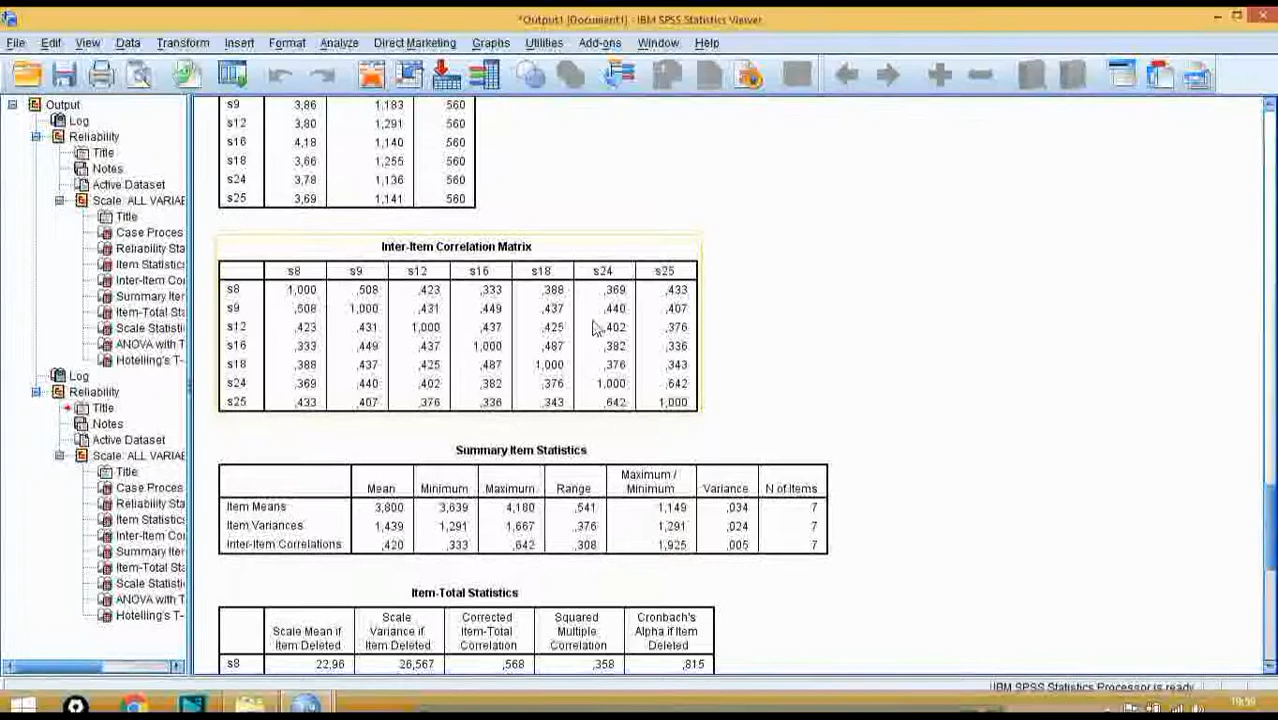 *Output1 [Document1] - IBM SPSS Statistics Viewer
File Edit View Data Transform Insert Format Analyze Direct Marketing Graphs Utilities Add-ons Window Help
Output
Log
Reliability
Title
Notes
Active Dataset
Scale: ALL VARIAE
Title
Case Proces
Reliability Sta
Item Statistic
Inter-Item Co
Summary Iter
Item-Total St
Scale Statisti
ANOVA with T
Hotelling's T-
Log
Reliability
Title
Notes
Active Dataset
Scale: ALL VARIAE
Title
Case Proces
Reliability Sta
Item Statistic
Inter-Item Co
Summary Iter
Item-Total St
Scale Statisti
ANOVA with T
Hotelling's T-
s9 3,86 1,183 560
s12 3,80 1,291 560
s16 4,18 1,140 560
s18 3,66 1,255 560
s24 3,78 1,136 560
s25 3,69 1,141 560
Inter-Item Correlation Matrix
s8 s9 s12 s16 s18 s24 s25
s8 1,000 ,508 ,423 ,333 ,388 ,369 ,433
s9 ,508 1,000 ,431 ,449 ,437 ,440 ,407
s12 ,423 ,431 1,000 ,437 ,425 ,402 ,376
s16 ,333 ,449 ,437 1,000 ,487 ,382 ,336
s18 ,388 ,437 ,425 ,487 1,000 ,376 ,343
s24 ,369 ,440 ,402 ,382 ,376 1,000 ,642
s25 ,433 ,407 ,376 ,336 ,343 ,642 1,000
Summary Item Statistics
Mean Minimum Maximum Range Maximum / Minimum Variance N of Items
Item Means 3,800 3,639 4,180 ,541 1,149 ,034 7
Item Variances 1,439 1,291 1,667 ,376 1,291 ,024 7
Inter-Item Correlations ,420 ,333 ,642 ,308 1,925 ,005 7
Item-Total Statistics
Scale Mean if Item Deleted Scale Variance if Item Deleted Corrected Item-Total Correlation Squared Multiple Correlation Cronbach's Alpha if Item Deleted
s8 22,96 26,567 ,568 ,358 ,815
IBM SPSS Statistics Processor is ready
19:59